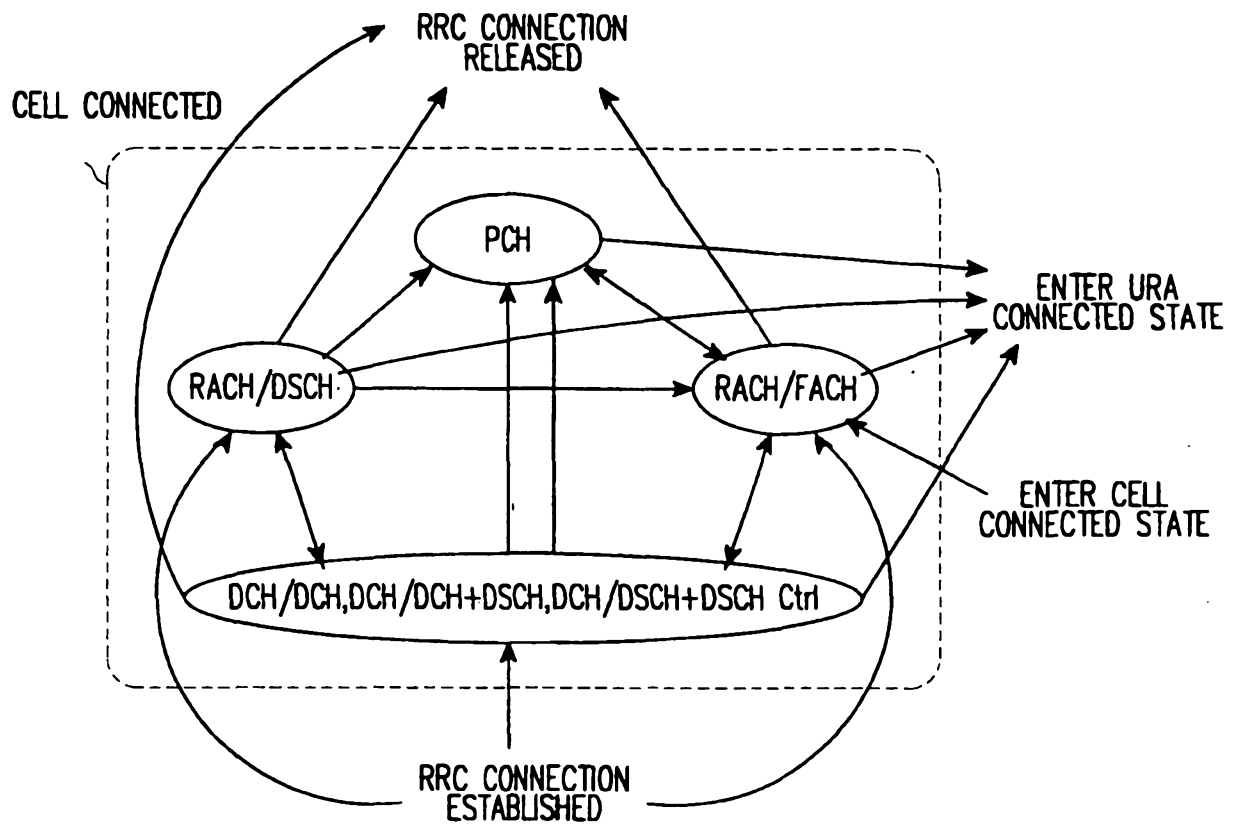 RRC CONNECTION
RELEASED
CELL CONNECTED
PCH
ENTER URA
CONNECTED STATE
RACH/DSCH
RACH/FACH
ENTER CELL
CONNECTED STATE
DCH/DCH,DCH/DCH+DSCH,DCH/DSCH+DSCH Ctrl
RRC CONNECTION
ESTABLISHED